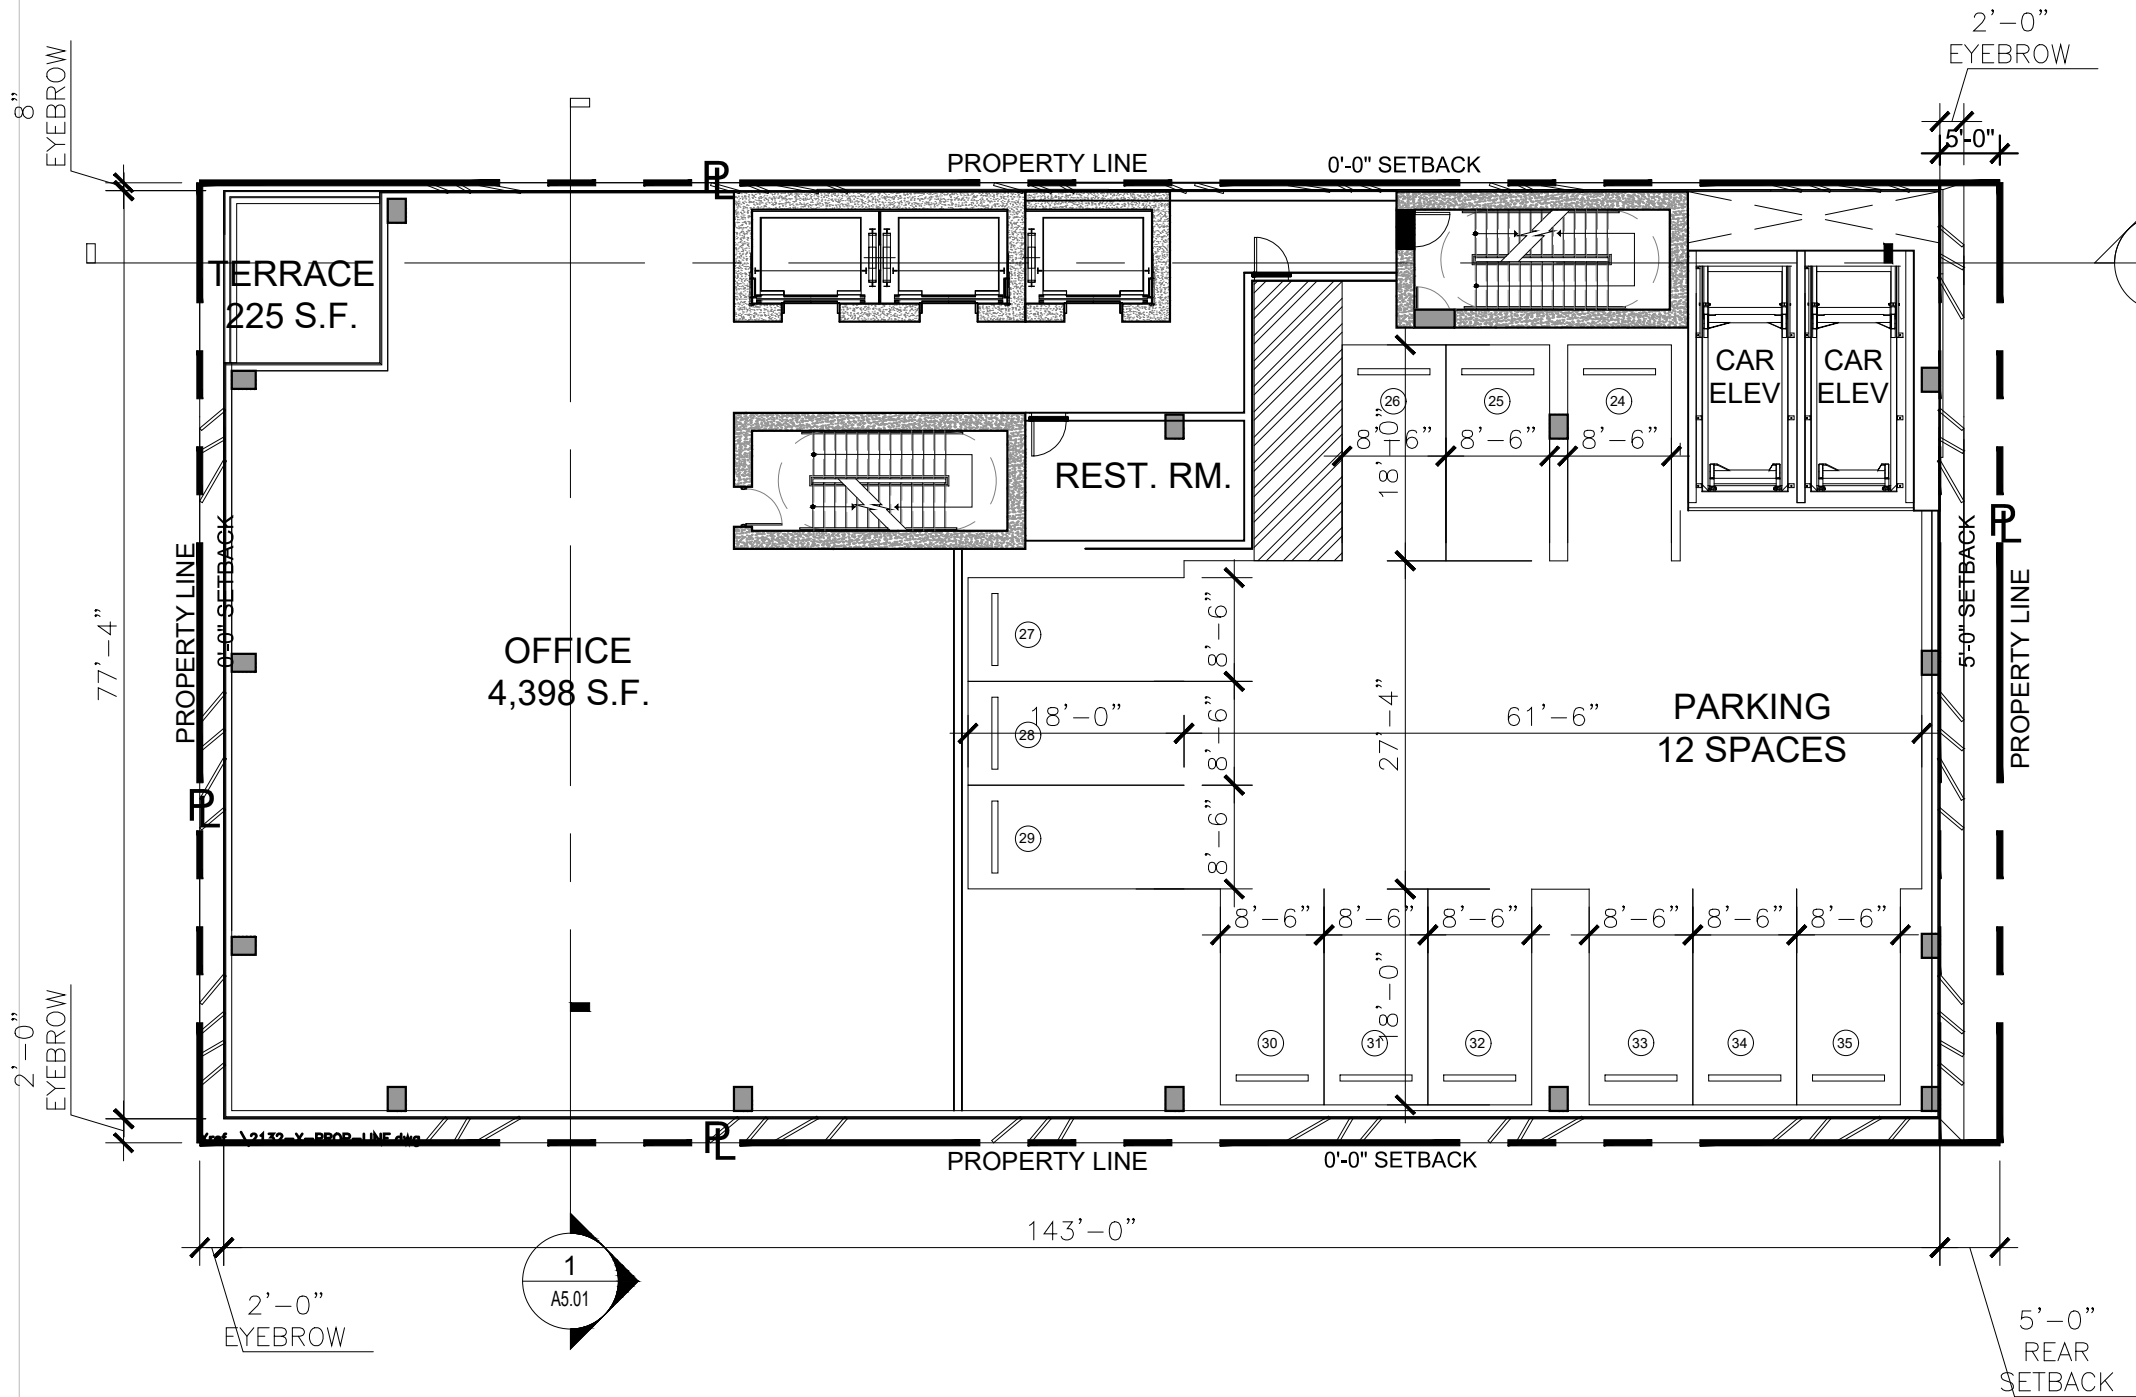 2'-0"
EYEBROW
8"
EYEBROW
5'-0"
PROPERTY LINE
0'-0" SETBACK
PL
TERRACE
225 S.F.
CAR
ELEV
CAR
ELEV
26
25
24
8'-6"
8'-6"
8'-6"
18'-0"
REST. RM.
PL
5'-0" SETBACK
PROPERTY LINE
PROPERTY LINE
0'-0" SETBACK
77'-4"
OFFICE
4,398 S.F.
27
8'-6"
28
18'-0"
8'-6"
27'-4"
61'-6"
PARKING
12 SPACES
29
8'-6"
PL
8'-6"
8'-6"
8'-6"
8'-6"
8'-6"
8'-6"
18'-0"
30
31
32
33
34
35
2'-0"
EYEBROW
Xref .\2132-X-PROP-LINE.dwg
PL
PROPERTY LINE
0'-0" SETBACK
143'-0"
1
A5.01
2'-0"
EYEBROW
5'-0"
REAR
SETBACK